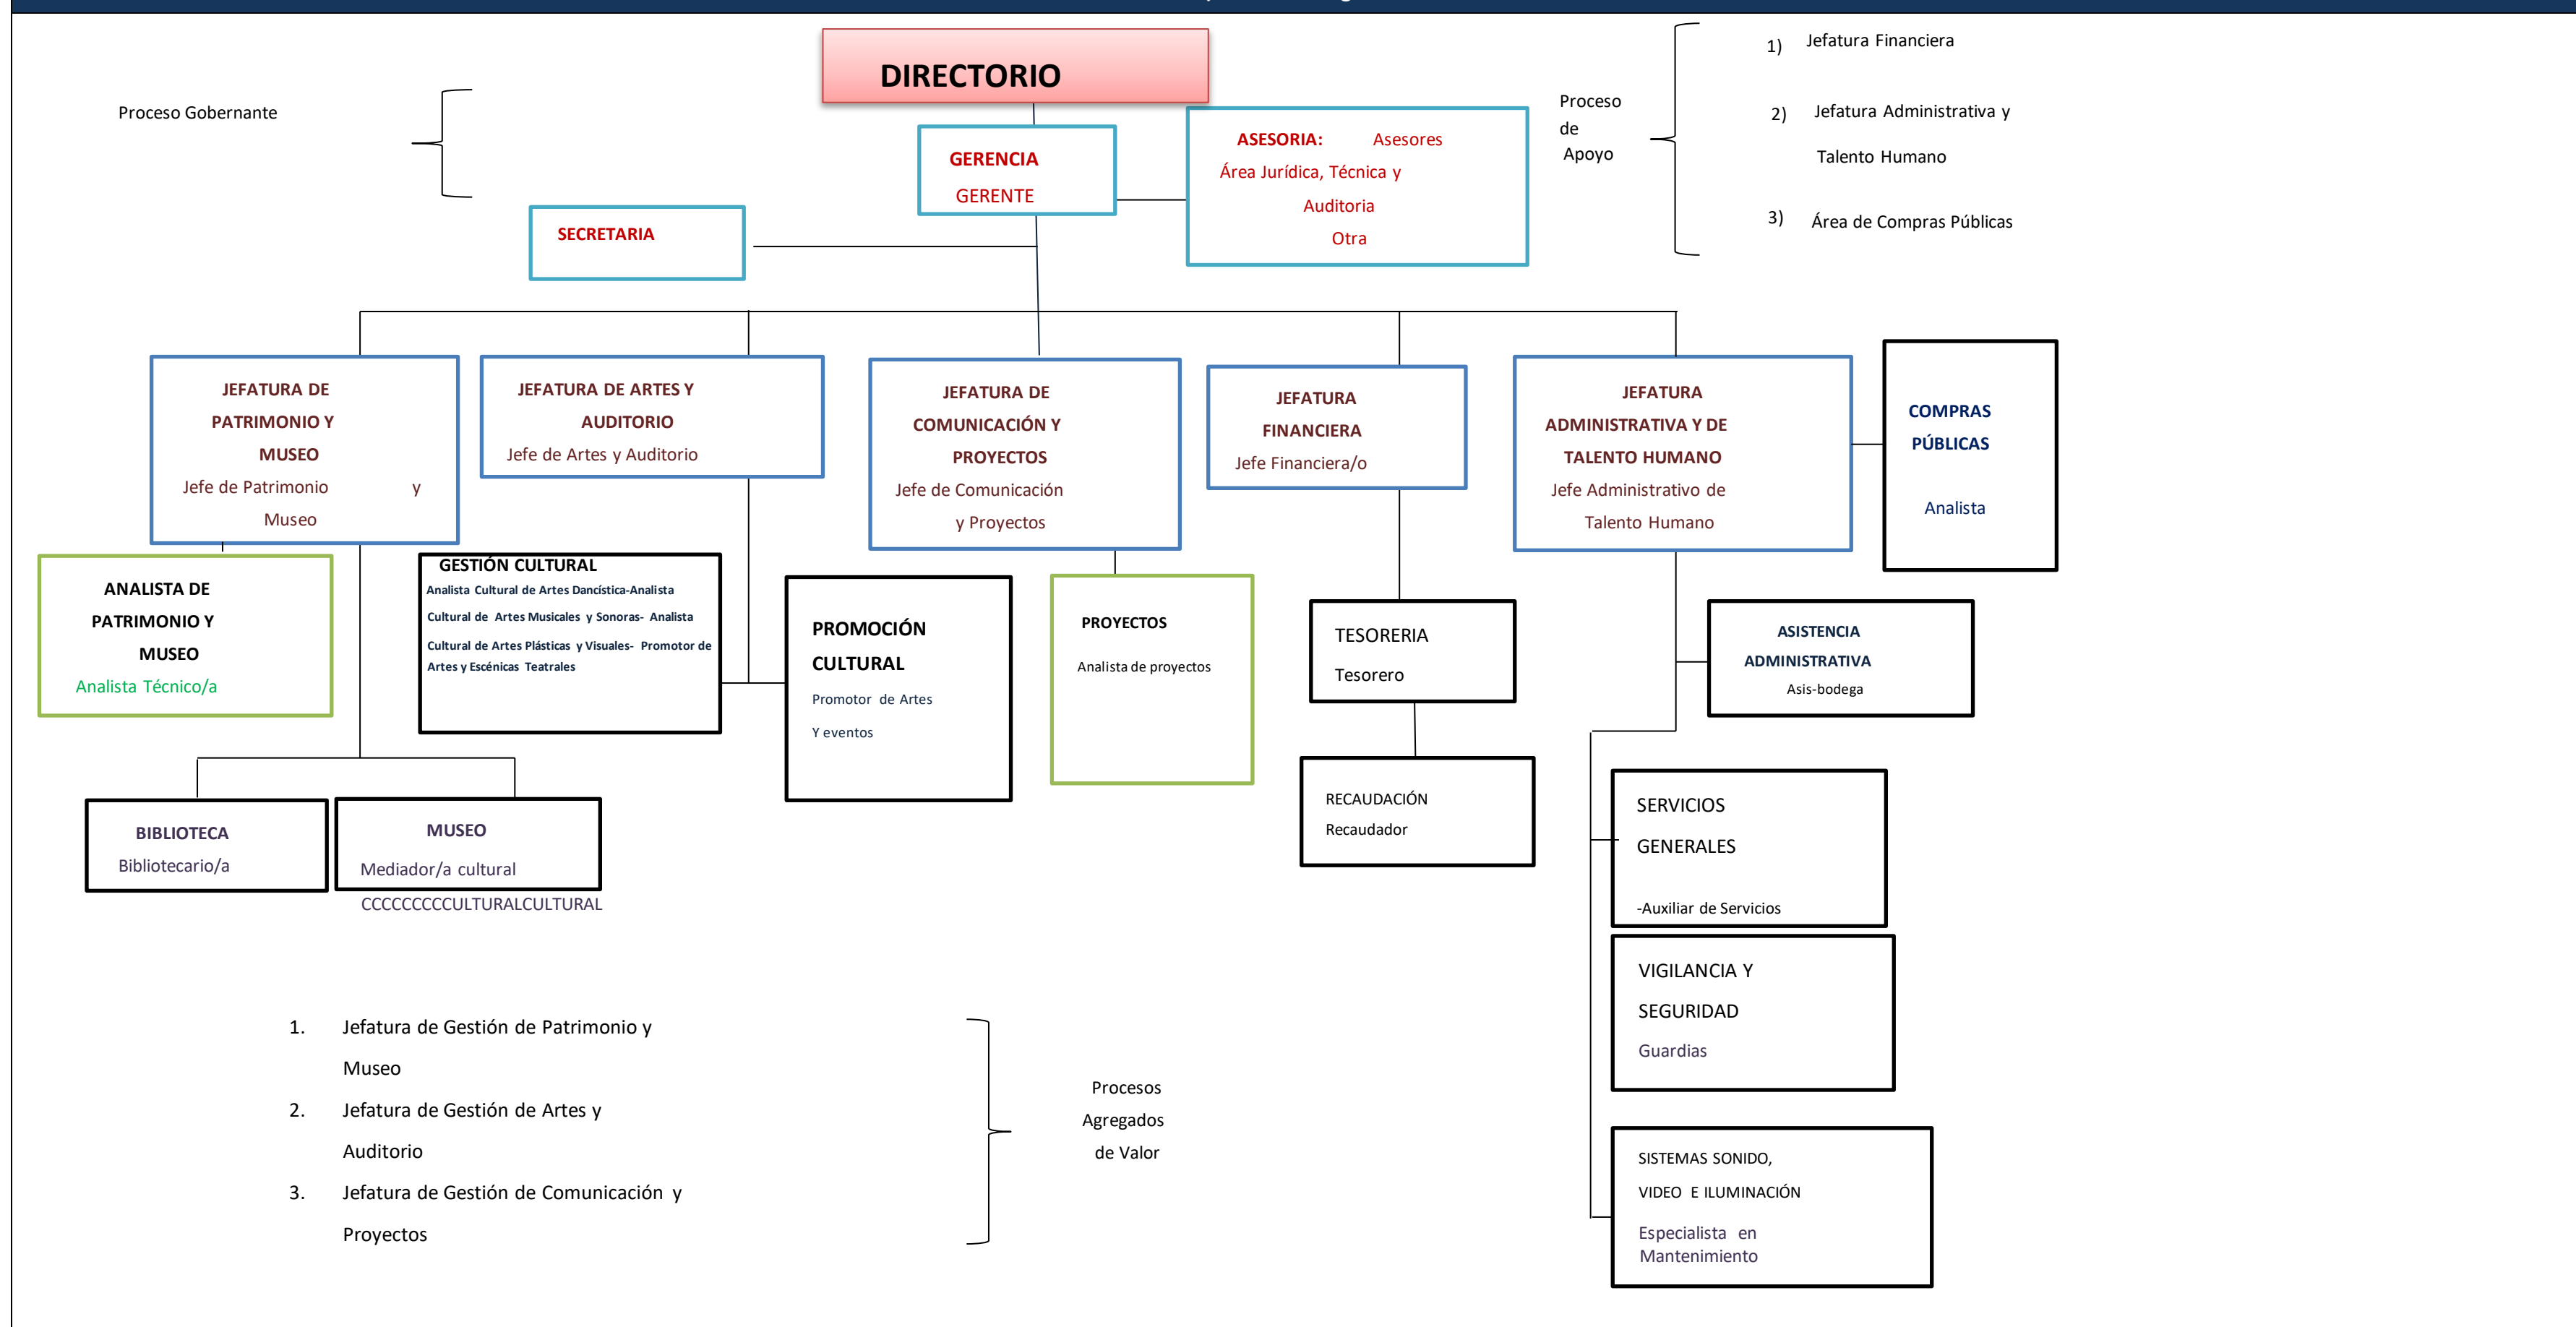 DIRECTORIO
Proceso Gobernante
GERENCIA
GERENTE
ASESORIA: Asesores
Área Jurídica, Técnica y
Auditoria
Otra
SECRETARIA
Proceso
de
Apoyo
1) Jefatura Financiera
2) Jefatura Administrativa y
Talento Humano
3) Área de Compras Públicas
JEFATURA DE
PATRIMONIO Y
MUSEO
Jefe de Patrimonio y
Museo
JEFATURA DE ARTES Y
AUDITORIO
Jefe de Artes y Auditorio
JEFATURA DE
COMUNICACIÓN Y
PROYECTOS
Jefe de Comunicación
y Proyectos
JEFATURA
FINANCIERA
Jefe Financiera/o
JEFATURA
ADMINISTRATIVA Y DE
TALENTO HUMANO
Jefe Administrativo de
Talento Humano
COMPRAS
PÚBLICAS
Analista
ANALISTA DE
PATRIMONIO Y
MUSEO
Analista Técnico/a
GESTIÓN CULTURAL
Analista Cultural de Artes Dancística-Analista
Cultural de Artes Musicales y Sonoras- Analista
Cultural de Artes Plásticas y Visuales- Promotor de
Artes y Escénicas Teatrales
PROMOCIÓN
CULTURAL
Promotor de Artes
Y eventos
PROYECTOS
Analista de proyectos
TESORERIA
Tesorero
ASISTENCIA
ADMINISTRATIVA
Asis-bodega
RECAUDACIÓN
Recaudador
BIBLIOTECA
Bibliotecario/a
MUSEO
Mediador/a cultural
CCCCCCCCCULTURALCULTURAL
SERVICIOS
GENERALES
-Auxiliar de Servicios
VIGILANCIA Y
SEGURIDAD
Guardias
SISTEMAS SONIDO,
VIDEO E ILUMINACIÓN
Especialista en
Mantenimiento
1. Jefatura de Gestión de Patrimonio y
Museo
2. Jefatura de Gestión de Artes y
Auditorio
3. Jefatura de Gestión de Comunicación y
Proyectos
Procesos
Agregados
de Valor